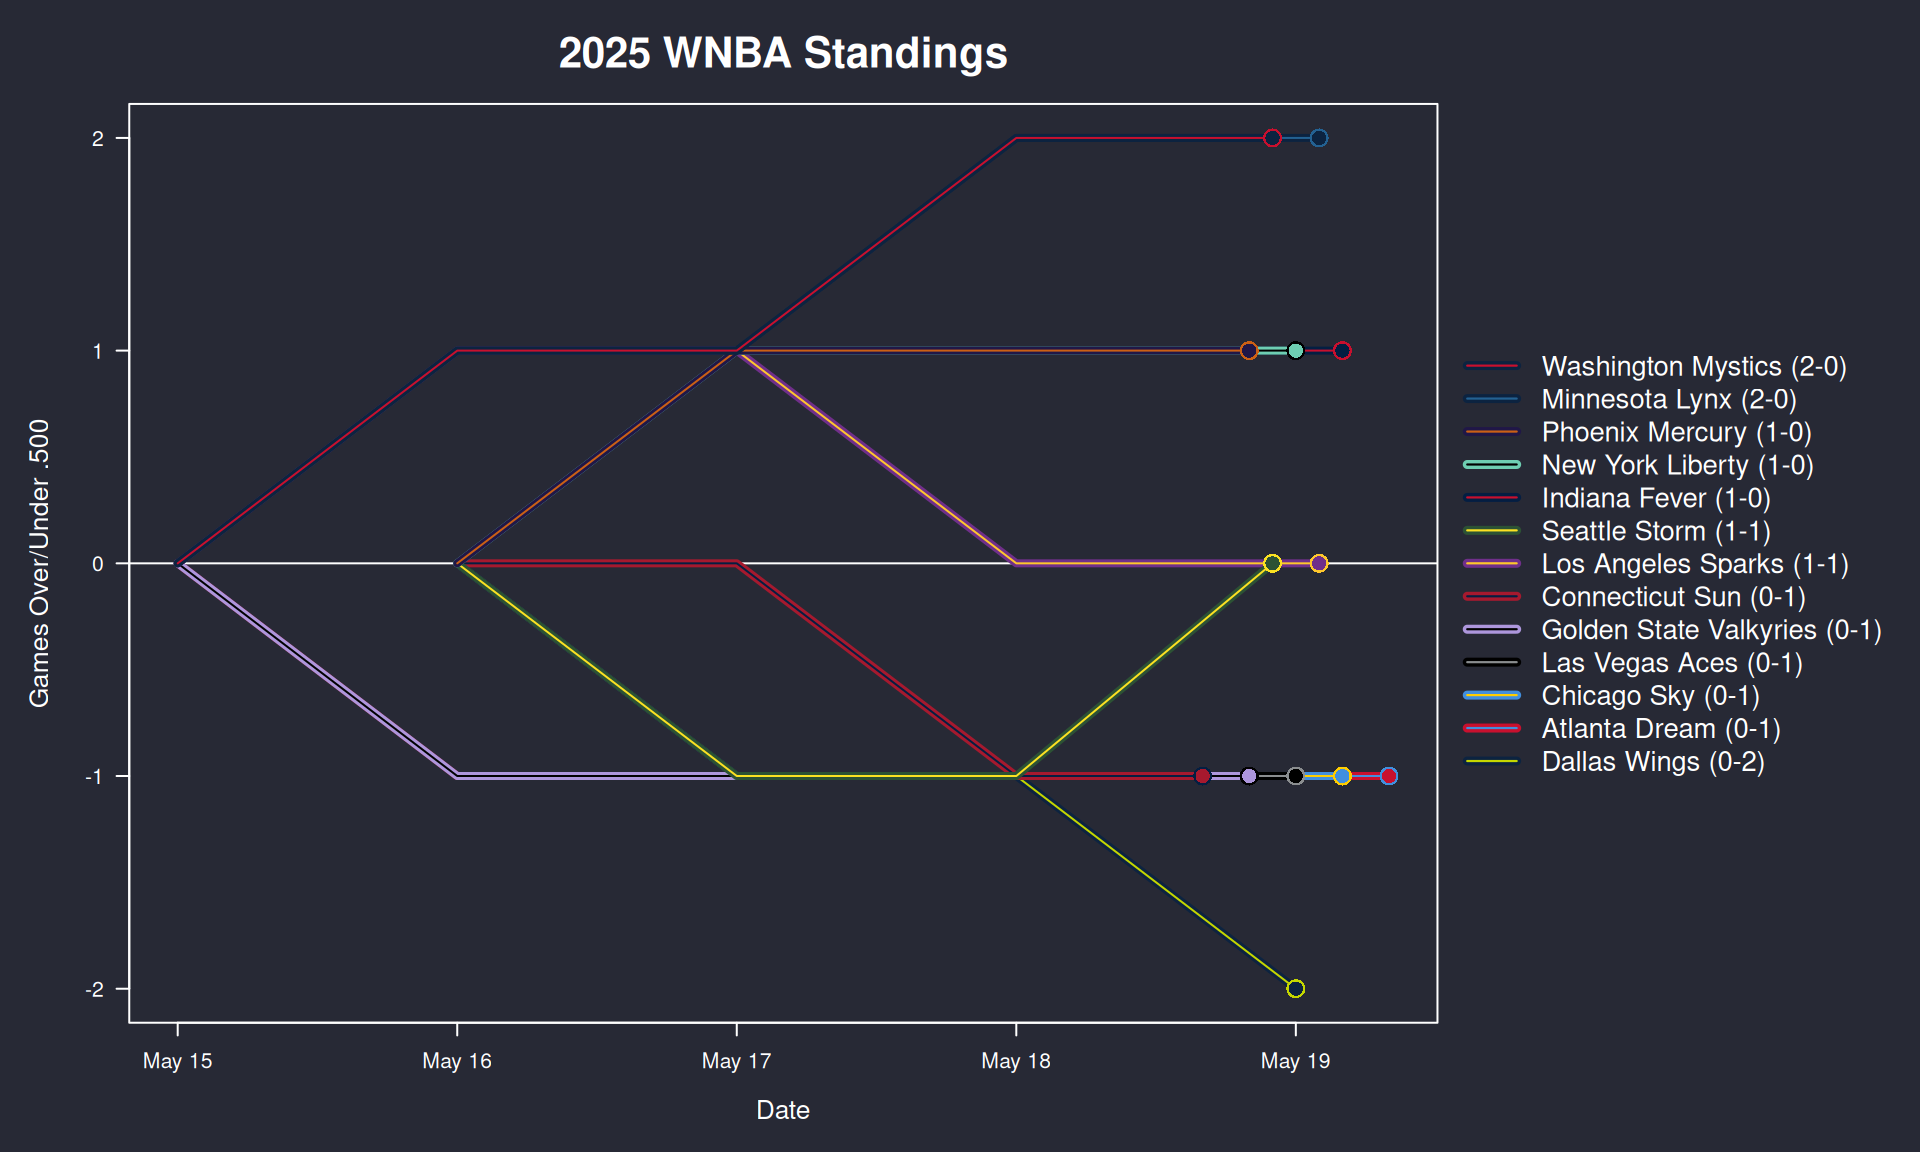 2025 WNBA Standings
Games Over/Under .500
2
1
0
-1
-2
May 15
May 16
May 17
May 18
May 19
Date
Washington Mystics (2-0)
Minnesota Lynx (2-0)
Phoenix Mercury (1-0)
New York Liberty (1-0)
Indiana Fever (1-0)
Seattle Storm (1-1)
Los Angeles Sparks (1-1)
Connecticut Sun (0-1)
Golden State Valkyries (0-1)
Las Vegas Aces (0-1)
Chicago Sky (0-1)
Atlanta Dream (0-1)
Dallas Wings (0-2)